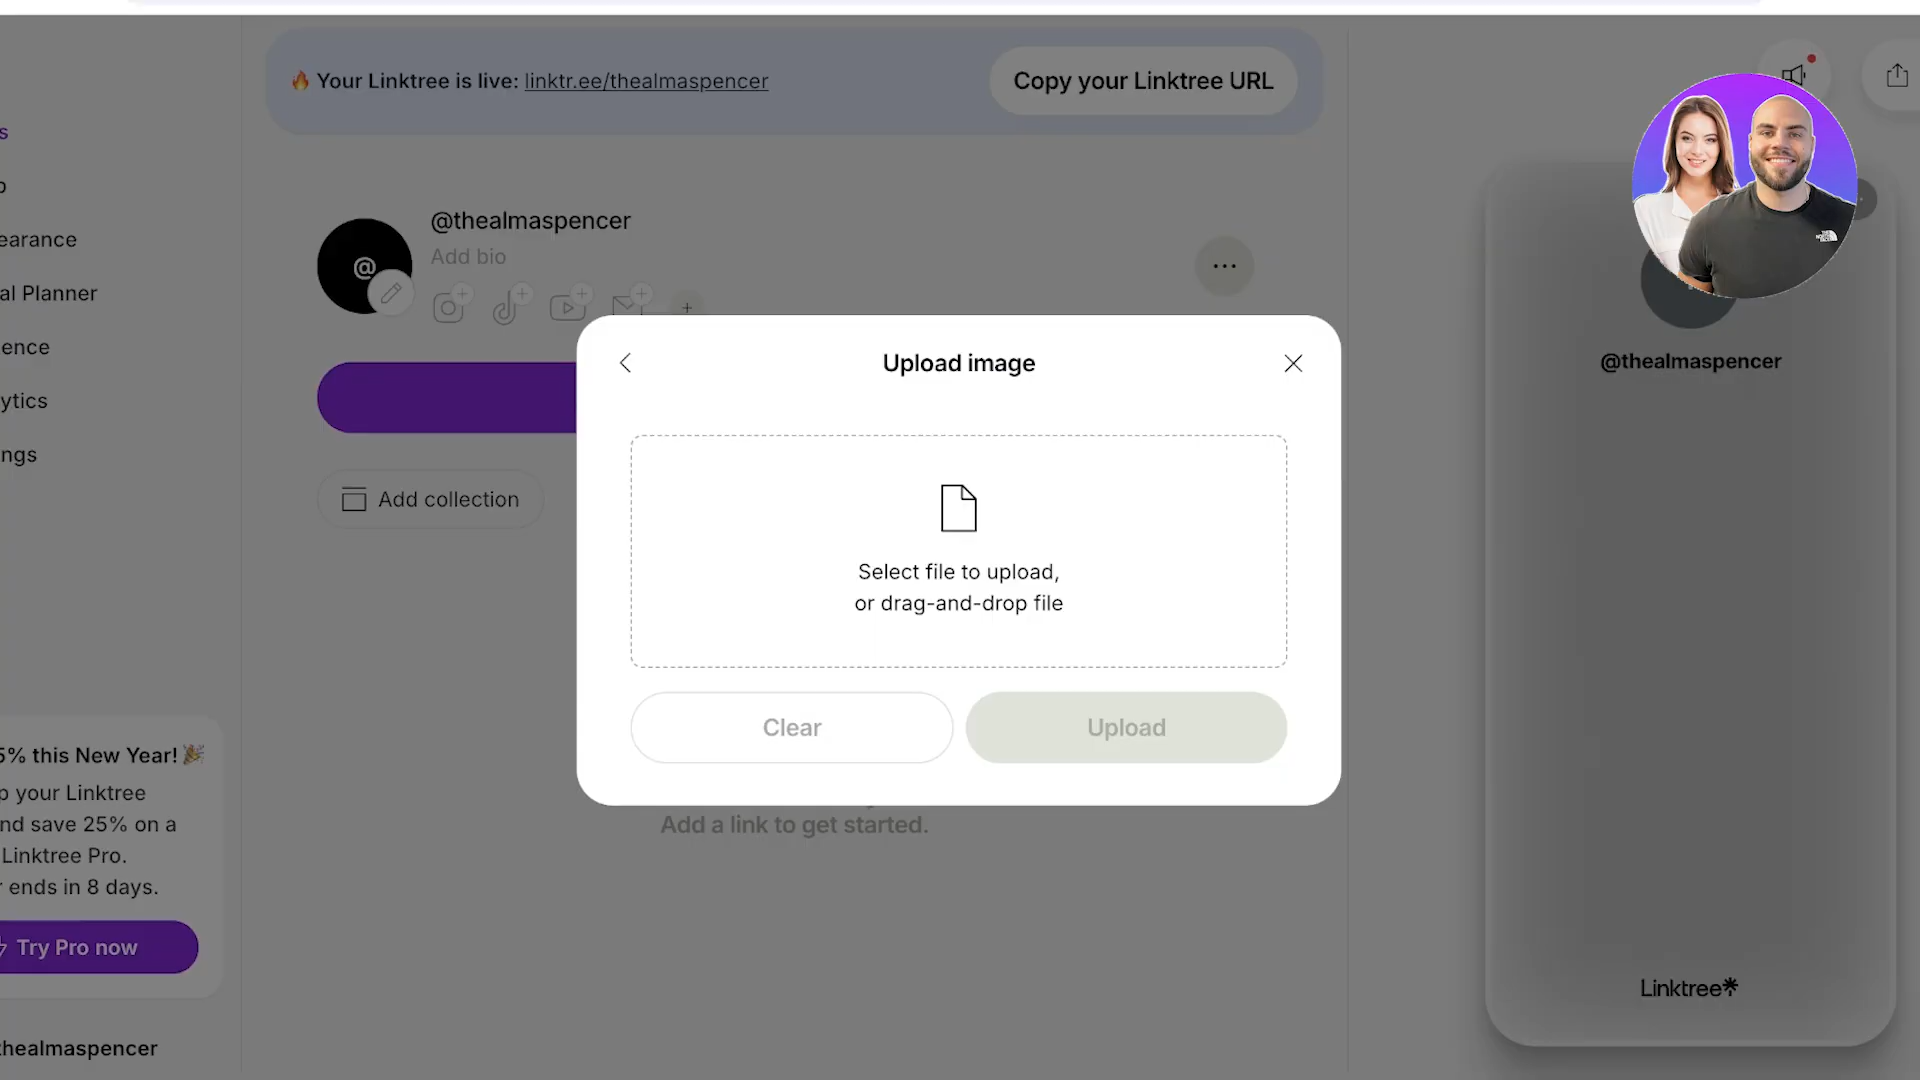 🔥 Your Linktree is live: linktr.ee/thealmaspencer
Copy your Linktree URL
s
p
earance
al Planner
ence
ytics
ngs
5% this New Year! 🎉
p your Linktree
nd save 25% on a
Linktree Pro.
r ends in 8 days.
Try Pro now
thealmaspencer
@thealmaspencer
Add bio
@
Add collection
Upload image
Select file to upload,
or drag-and-drop file
Clear
Upload
Add a link to get started.
@thealmaspencer
Linktree*